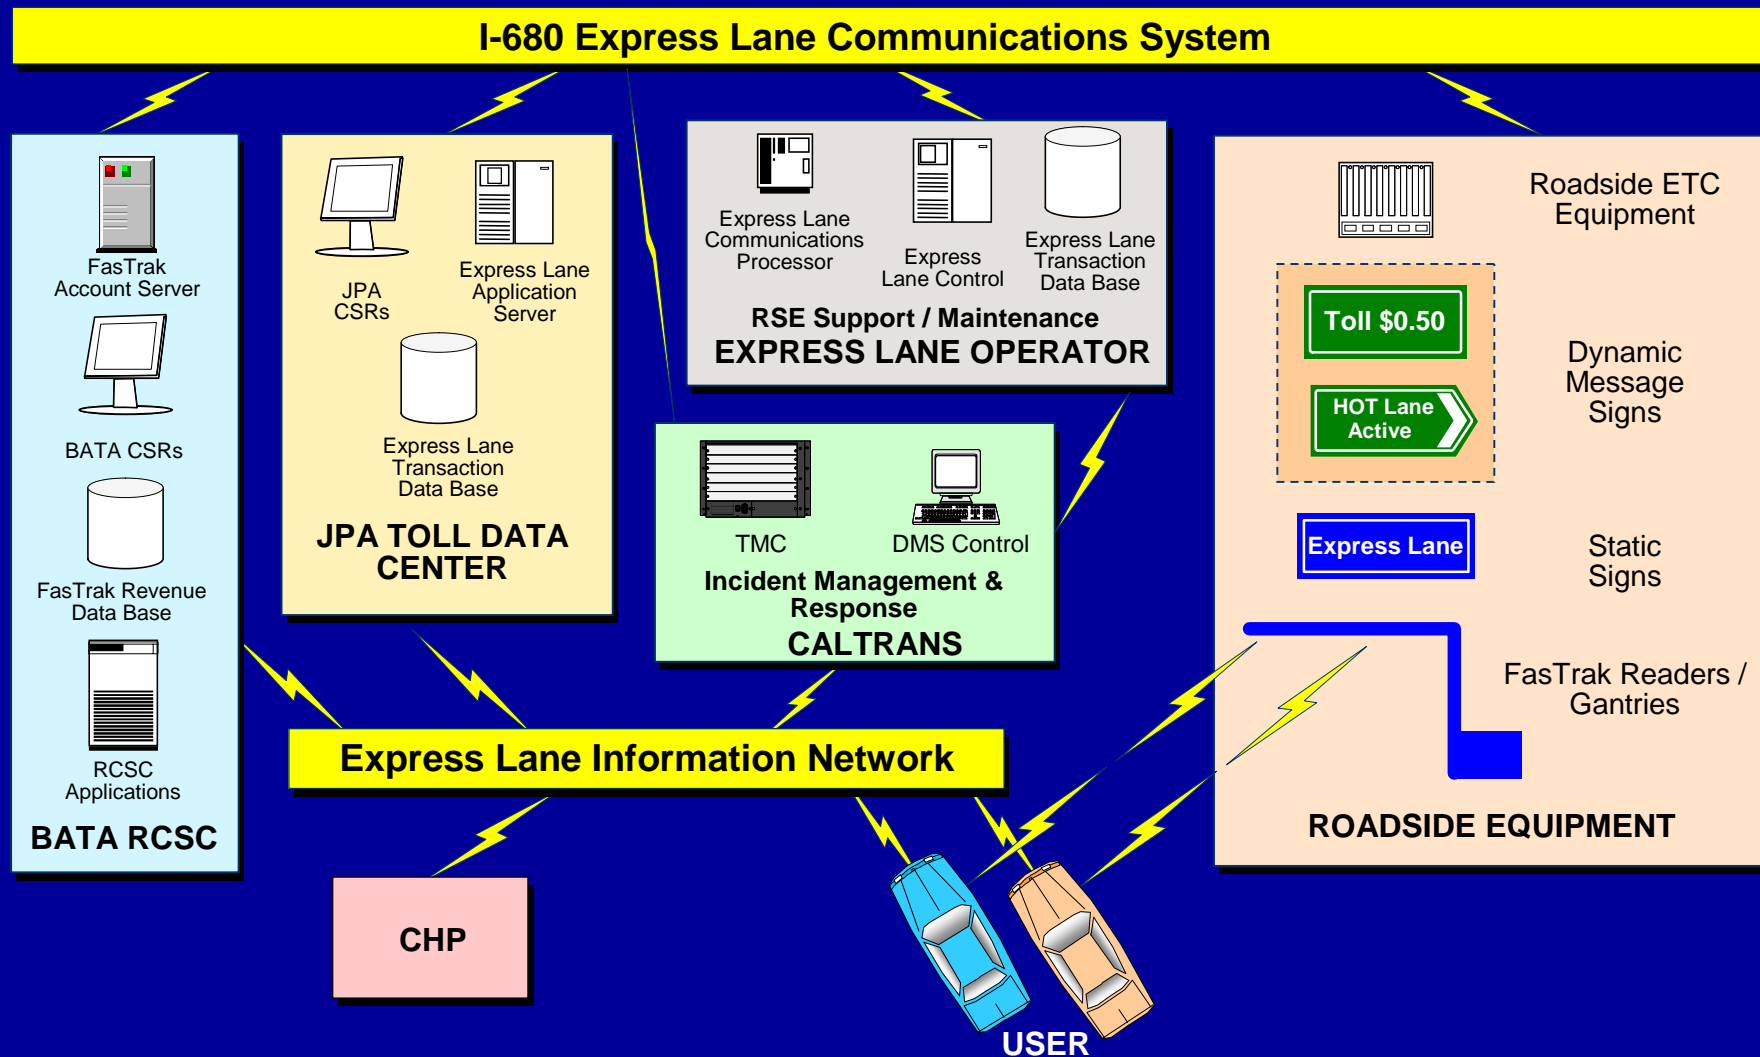 I-680 Express Lane Communications System
FasTrak
Account Server
BATA CSRs
FasTrak Revenue
Data Base
RCSC
Applications
BATA RCSC
JPA
CSRs
Express Lane
Application
Server
Express Lane
Transaction
Data Base
JPA TOLL DATA
CENTER
Express Lane
Communications
Processor
Express
Lane Control
Express Lane
Transaction
Data Base
RSE Support / Maintenance
EXPRESS LANE OPERATOR
TMC
DMS Control
Incident Management &
Response
CALTRANS
Roadside ETC
Equipment
Toll $0.50
HOT Lane
Active
Dynamic
Message
Signs
Express Lane
Static
Signs
FasTrak Readers /
Gantries
ROADSIDE EQUIPMENT
Express Lane Information Network
CHP
USER